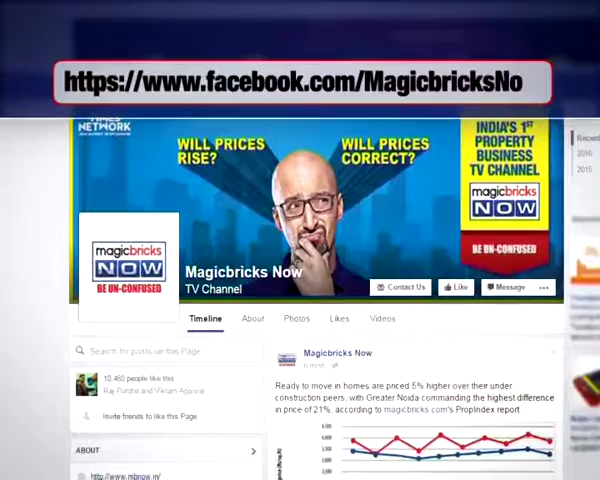 https://www.facebook.com/MagicbricksNo
TIMES
NETWORK
WILL PRICES
RISE?
WILL PRICES
CORRECT?
INDIA'S 1ST
PROPERTY
BUSINESS
TV CHANNEL
magicbricks
NOW
BE UN-CONFUSED
magicbricks
NOW
BE UN-CONFUSED
Magicbricks Now
TV Channel
Contact Us
Like
Message
Timeline
About
Photos
Likes
Videos
Recent
2016
2015
Search for posts on this Page
10,460 people like this
Raj Purohit and Vikram Agarwal
Invite friends to like this Page
ABOUT
http://www.mbnow.in/
Magicbricks Now
6 mins
Ready to move in homes are priced 5% higher over their under
construction peers, with Greater Noida commanding the highest difference
in price of 21%, according to magicbricks.com's PropIndex report.